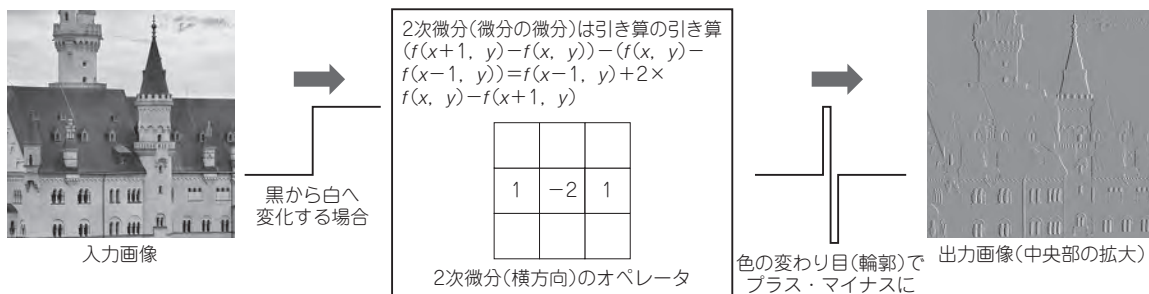 入力画像
黒から白へ
変化する場合
2次微分(微分の微分)は引き算の引き算
(f(x+1, y)−f(x, y))−(f(x, y)−
f(x−1, y))=f(x−1, y)+2×
f(x, y)−f(x+1, y)
1 −2 1
2次微分(横方向)のオペレータ
色の変わり目(輪郭)で
プラス・マイナスに
出力画像(中央部の拡大)